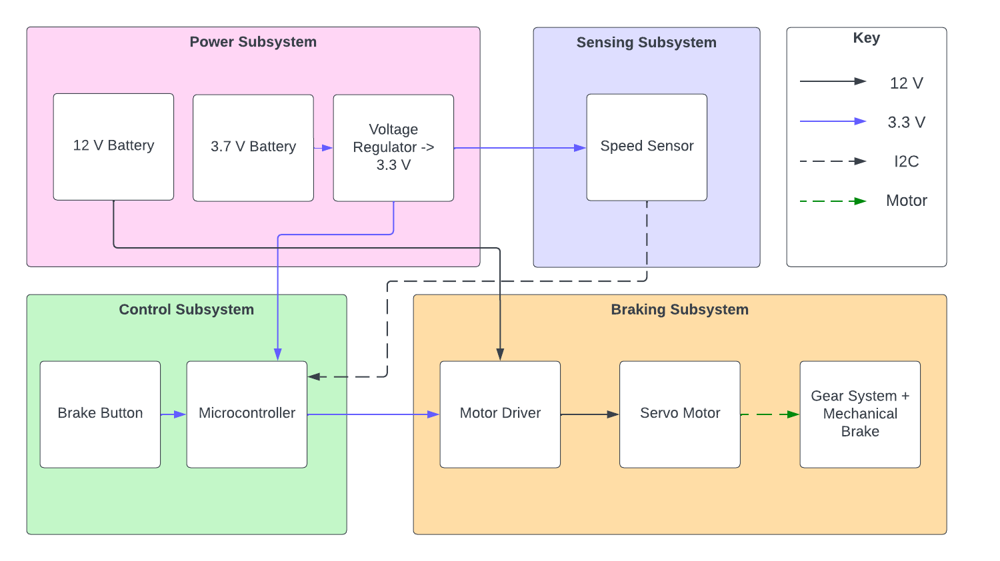 Power Subsystem
12 V Battery
3.7 V Battery
Voltage
Regulator ->
3.3 V
Sensing Subsystem
Speed Sensor
Key
12 V
3.3 V
I2C
Motor
Control Subsystem
Brake Button
Microcontroller
Braking Subsystem
Motor Driver
Servo Motor
Gear System +
Mechanical
Brake